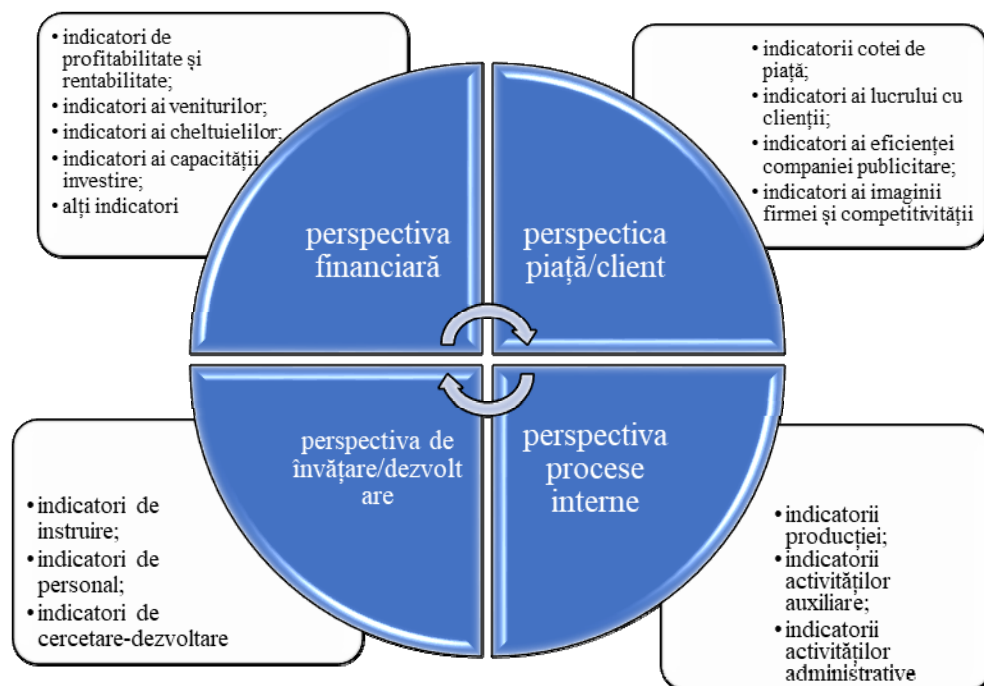 • indicatori de
profitabilitate și
rentabilitate;
• indicatori ai veniturilor;
• indicatori ai cheltuielilor;
• indicatori ai capacității
investire;
• alți indicatori
• indicatorii cotei de
piață;
• indicatori ai lucrului cu
clienții;
• indicatori ai eficienței
companiei publicitare;
• indicatori ai imaginii
firmei și competitivității
perspectiva
financiară
perspectica
piață/client
perspectiva de
învățare/dezvolt
are
perspectiva
procese
interne
• indicatori de
instruire;
• indicatori de
personal;
• indicatori de
cercetare-dezvoltare
• indicatorii
producției;
• indicatorii
activităților
auxiliare;
• indicatorii
activităților
administrative